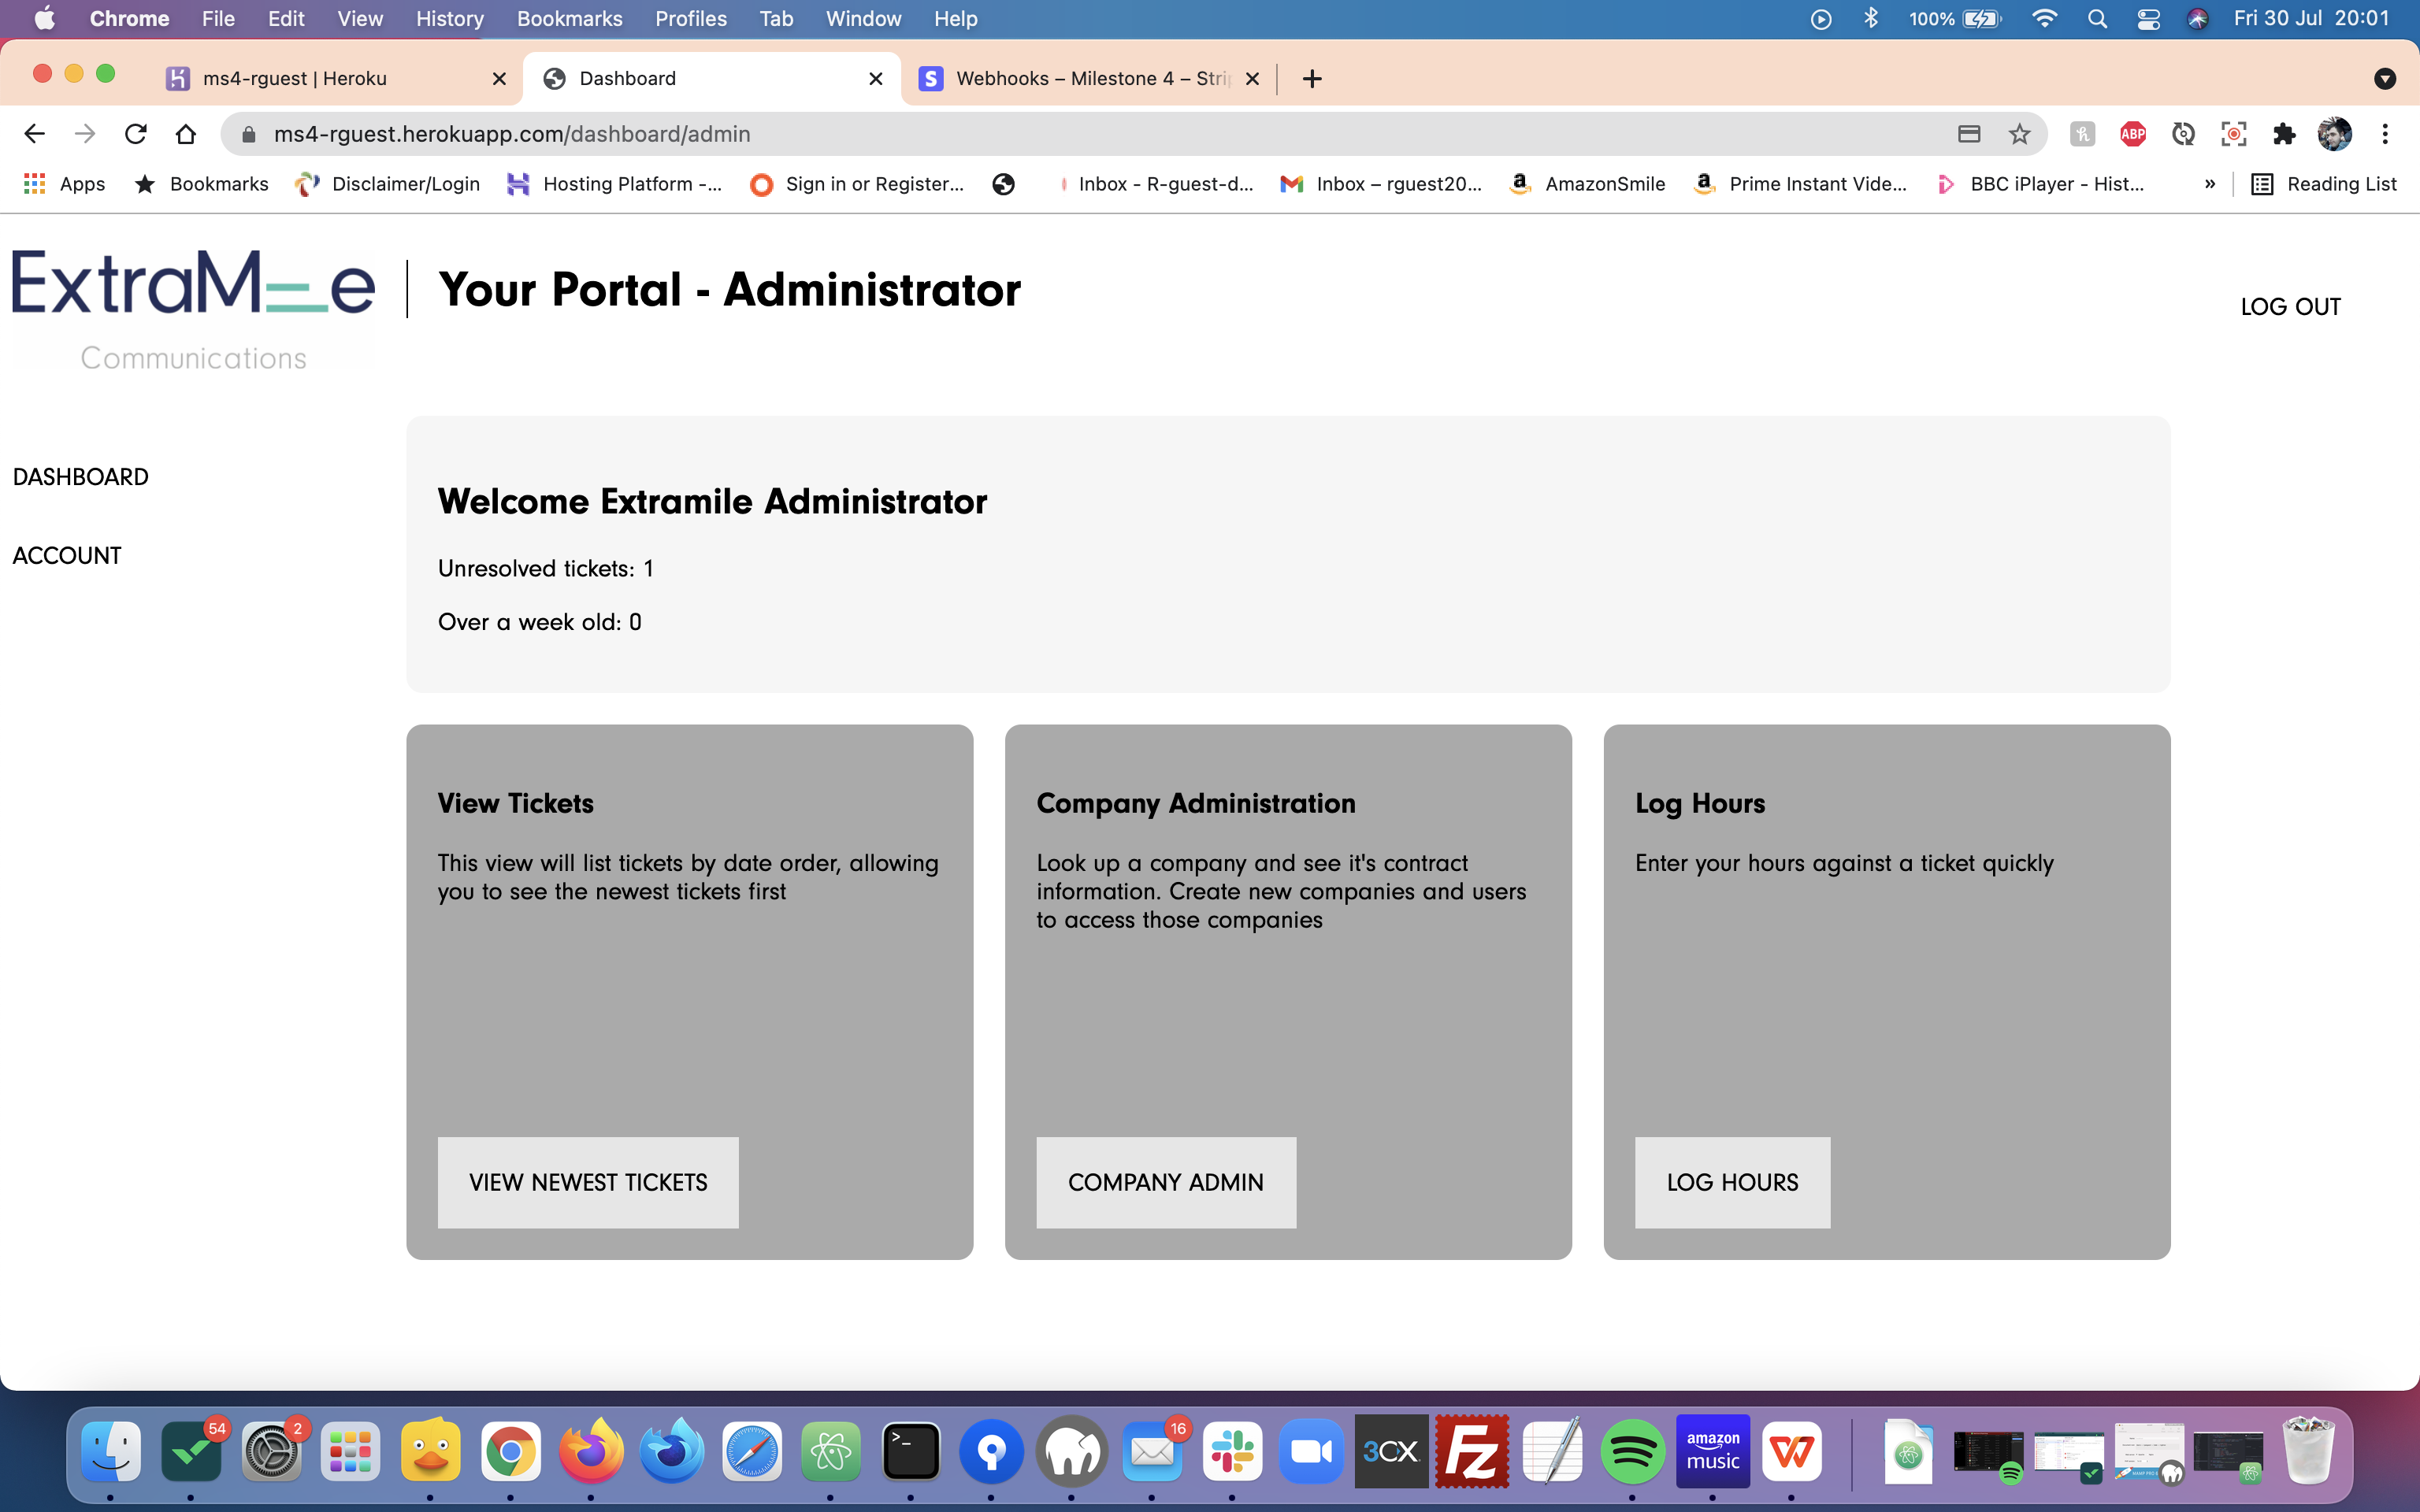 Chrome File Edit View History Bookmarks Profiles Tab Window Help 100% Fri 30 Jul 20:01
ms4-rguest | Heroku Dashboard Webhooks – Milestone 4 – Stri
ms4-rguest.herokuapp.com/dashboard/admin ABP
Apps Bookmarks Disclaimer/Login Hosting Platform -... Sign in or Register... Inbox - R-guest-d... Inbox – rguest20... AmazonSmile Prime Instant Vide... BBC iPlayer - Hist... » Reading List
ExtraMile
Communications
Your Portal - Administrator
LOG OUT
DASHBOARD
ACCOUNT
Welcome Extramile Administrator
Unresolved tickets: 1
Over a week old: 0
View Tickets
This view will list tickets by date order, allowing
you to see the newest tickets first
VIEW NEWEST TICKETS
Company Administration
Look up a company and see it's contract
information. Create new companies and users
to access those companies
COMPANY ADMIN
Log Hours
Enter your hours against a ticket quickly
LOG HOURS
54 2 16 3CX Fz amazon
music